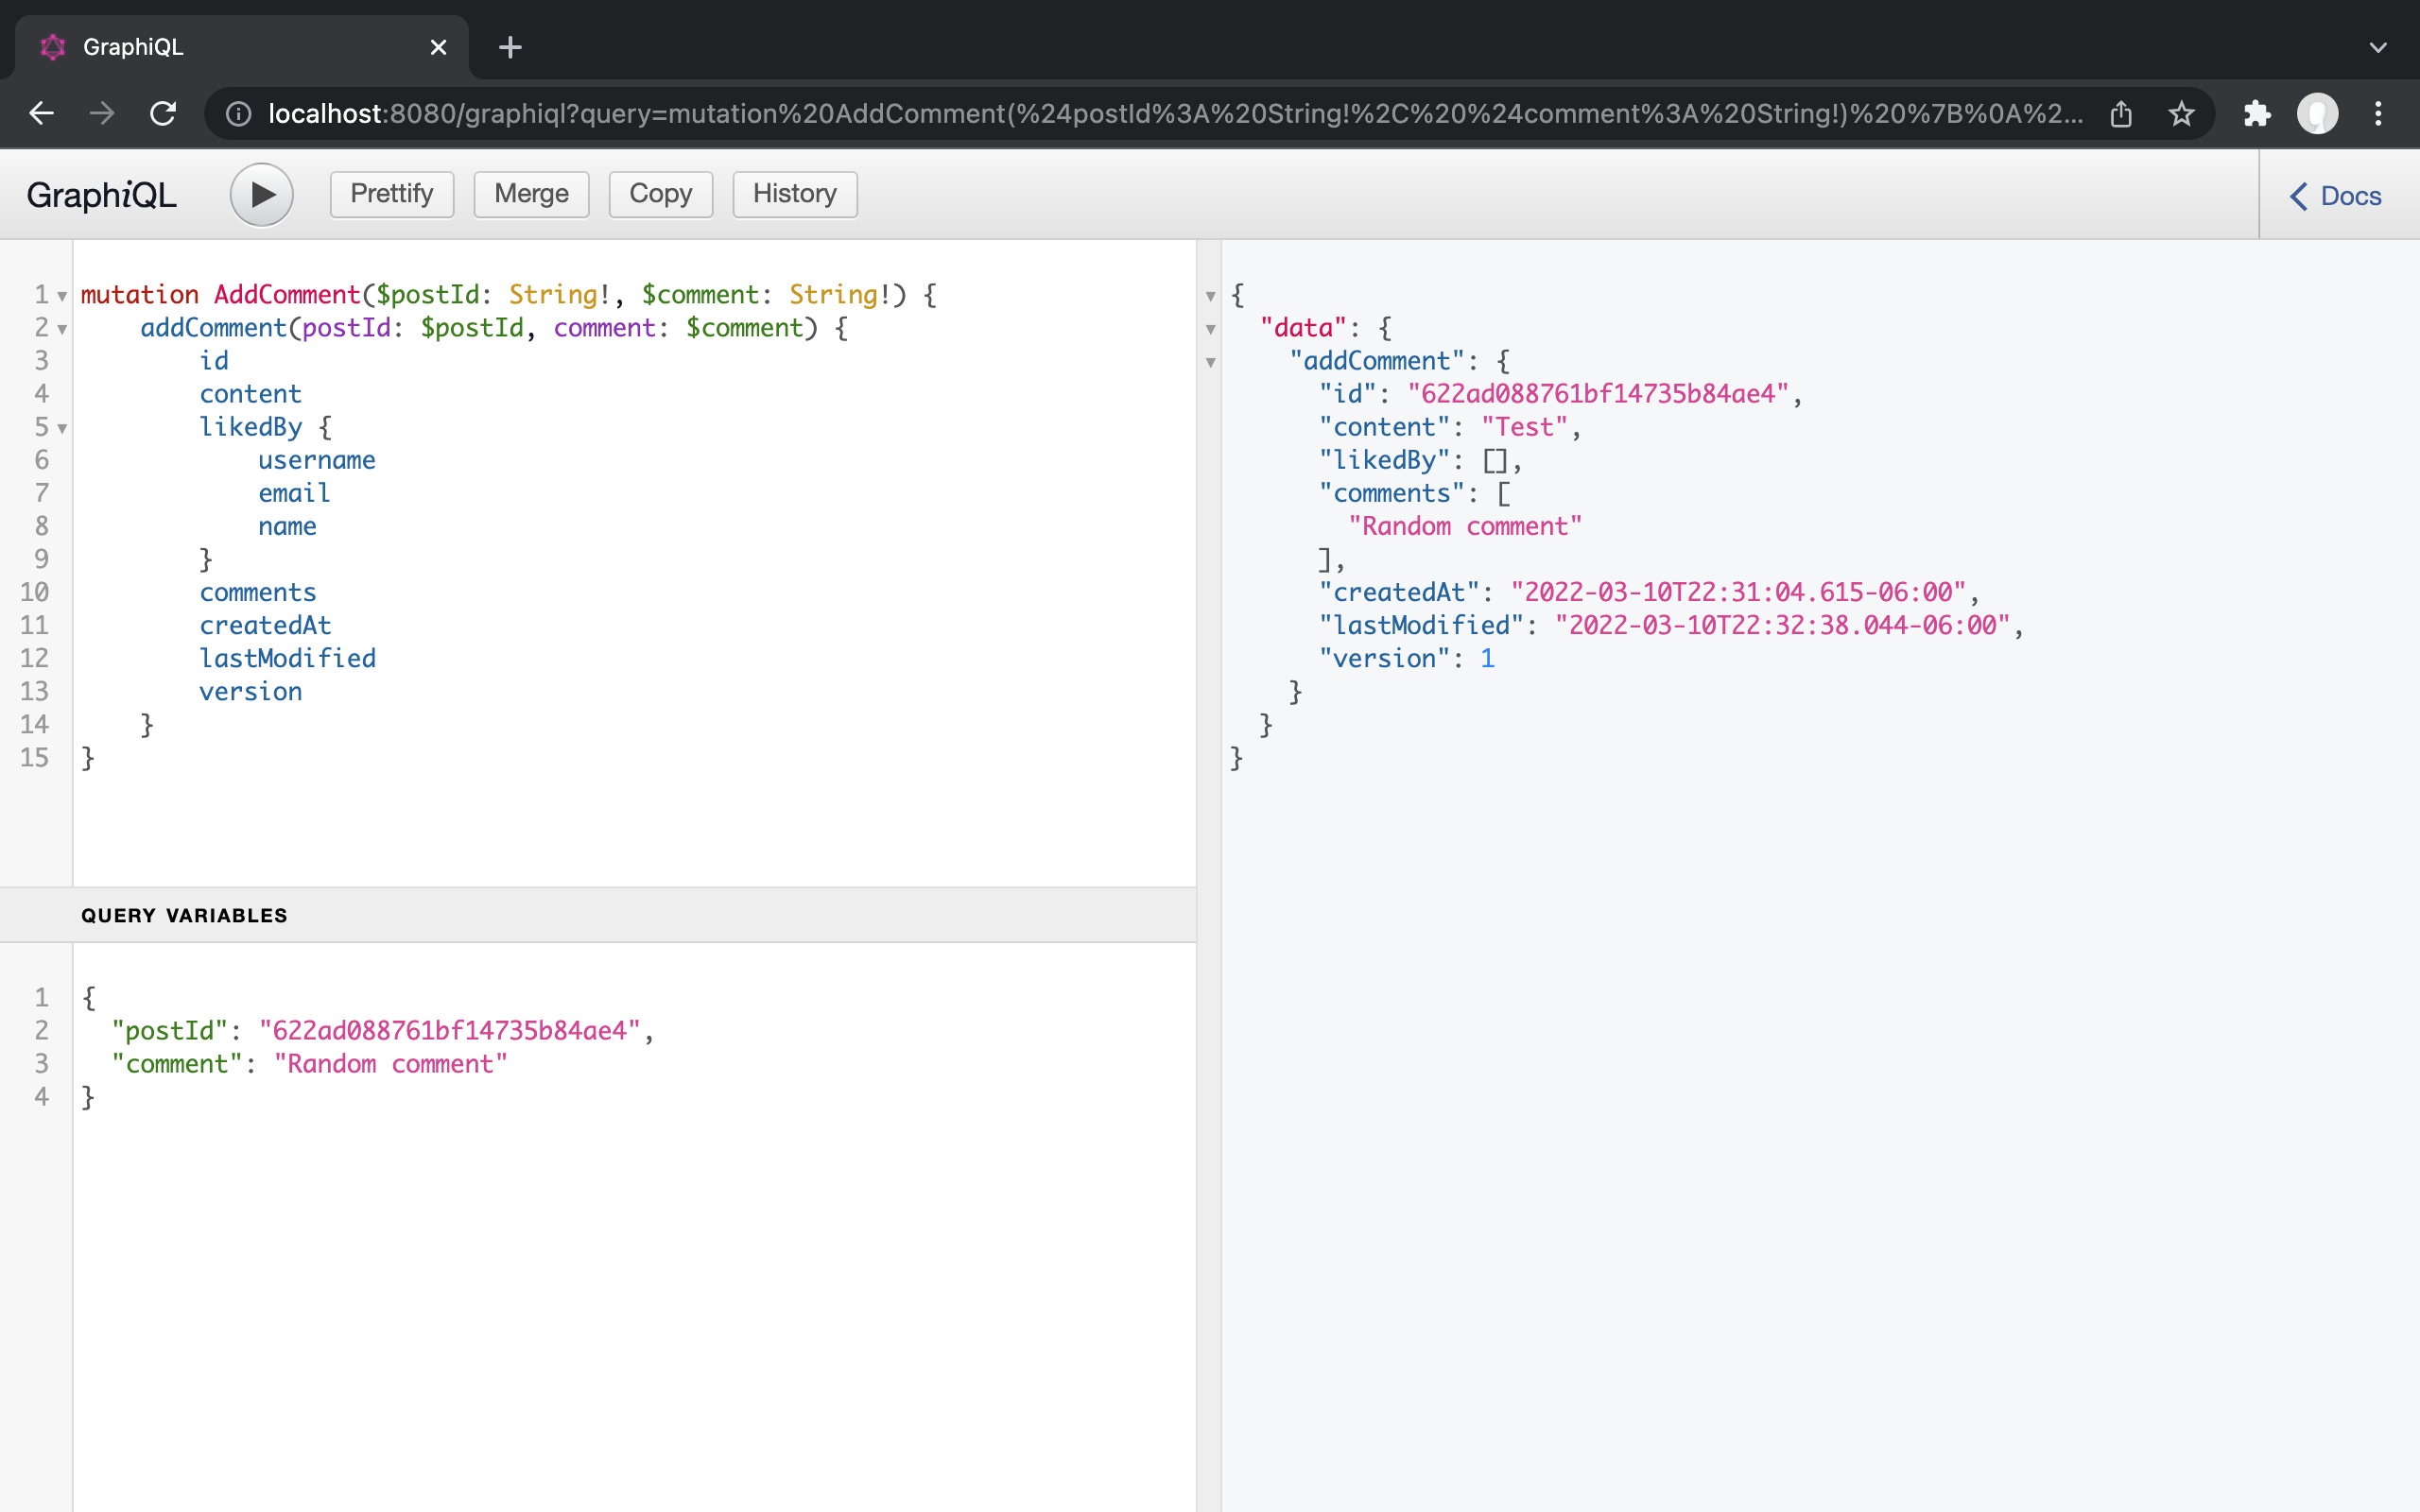 GraphiQL
localhost:8080/graphiql?query=mutation%20AddComment(%24postId%3A%20String!%2C%20%24comment%3A%20String!)%20%7B%0A%2...
GraphiQL Prettify Merge Copy History Docs
1 mutation AddComment($postId: String!, $comment: String!) {
2 addComment(postId: $postId, comment: $comment) {
3 id
4 content
5 likedBy {
6 username
7 email
8 name
9 }
10 comments
11 createdAt
12 lastModified
13 version
14 }
15 }
QUERY VARIABLES
1 {
2 "postId": "622ad088761bf14735b84ae4",
3 "comment": "Random comment"
4 }
{
"data": {
"addComment": {
"id": "622ad088761bf14735b84ae4",
"content": "Test",
"likedBy": [],
"comments": [
"Random comment"
],
"createdAt": "2022-03-10T22:31:04.615-06:00",
"lastModified": "2022-03-10T22:32:38.044-06:00",
"version": 1
}
}
}